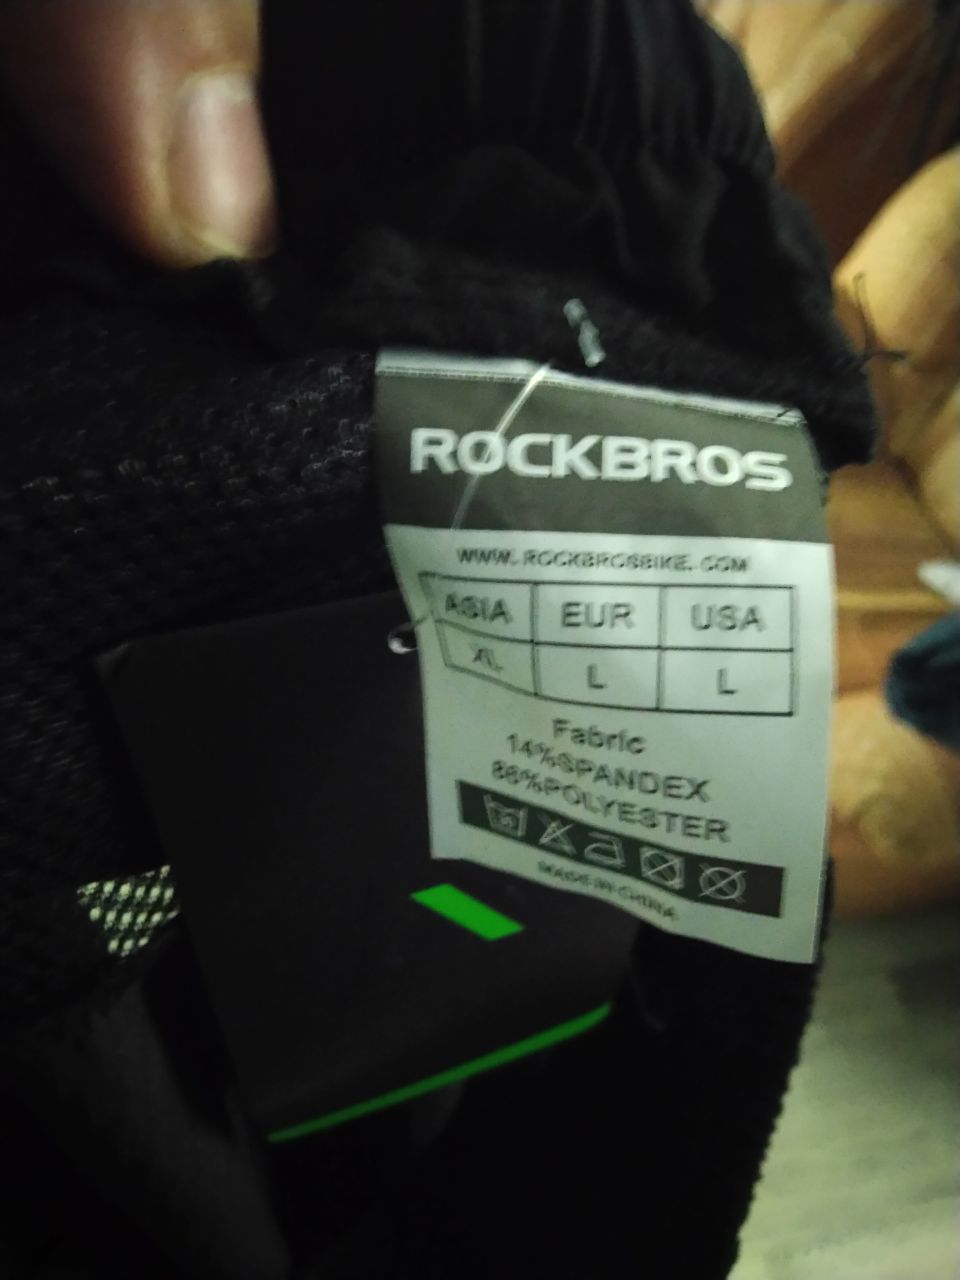 ROCKBROS
WWW.ROCKBROSBIKE.COM
ASIA EUR USA
XL L L
Fabric
14%SPANDEX
86%POLYESTER
MADE IN CHINA